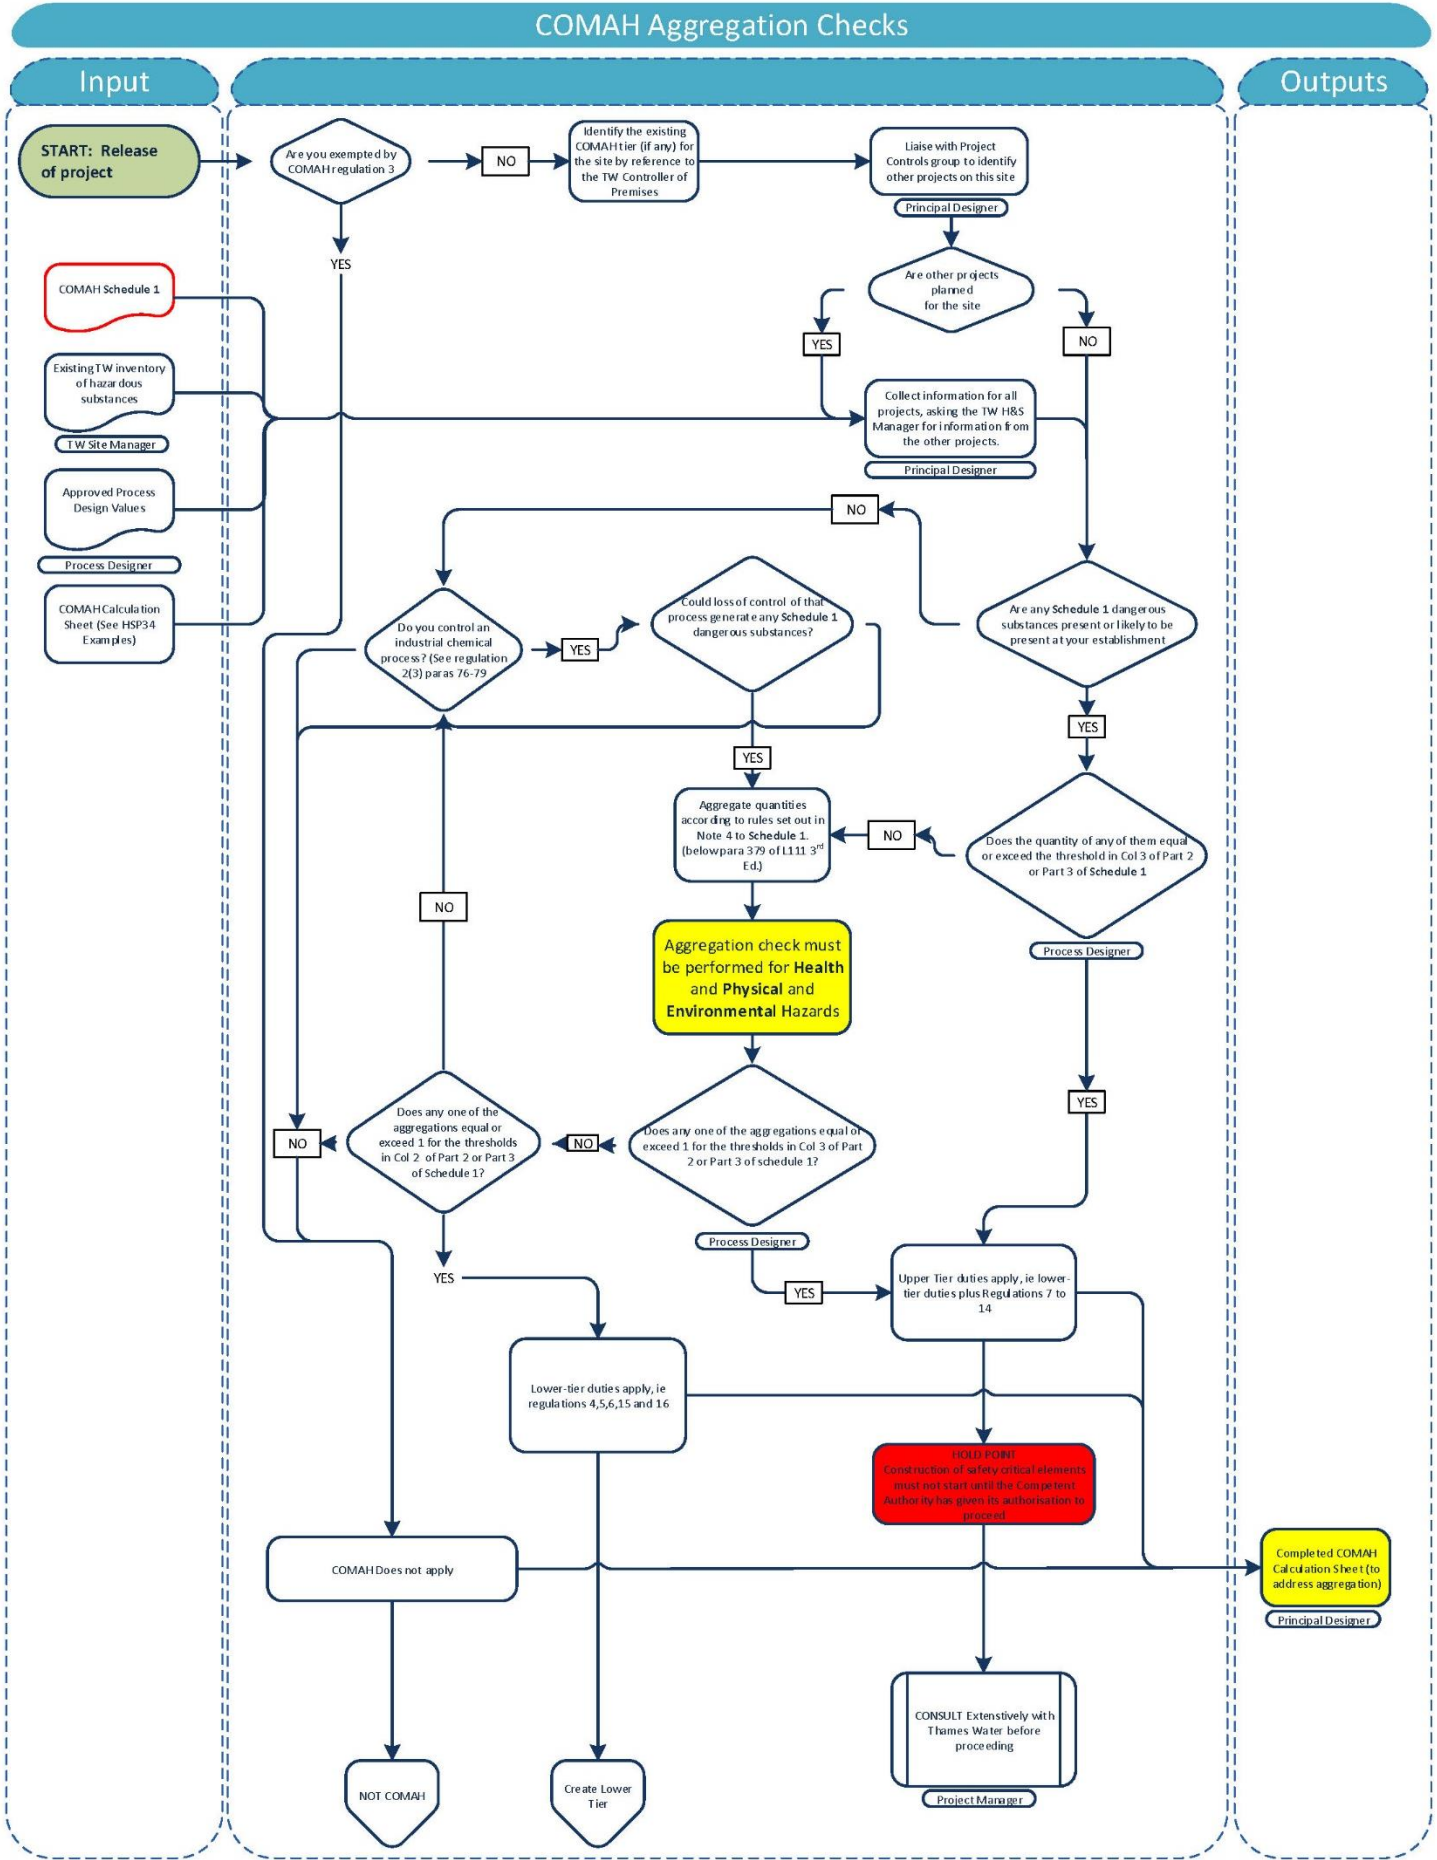 COMAH Aggregation Checks
Input
Outputs
START: Release
of project
Are you exempted by
COMAH regulation 3
NO
Identify the existing
COMAH tier (if any) for
the site by reference to
the TW Controller of
Premises
Liaise with Project
Controls group to identify
other projects on this site
Principal Designer
YES
Are other projects
planned
for the site
YES
NO
COMAH Schedule 1
Existing TW inventory
of hazardous
substances
TW Site Manager
Approved Process
Design Values
Process Designer
COMAH Calculation
Sheet (See HSP34
Examples)
Collect information for all
projects, asking the TW H&S
Manager for information from
the other projects.
Principal Designer
NO
Do you control an
industrial chemical
process? (See regulation
2(3) paras 76-79
YES
Could loss of control of that
process generate any Schedule 1
dangerous substances?
Are any Schedule 1 dangerous
substances present or likely to be
present at your establishment
YES
YES
Aggregate quantities
according to rules set out in
Note 4 to Schedule 1.
(below para 379 of L111 3rd
Ed.)
NO
Does the quantity of any of them equal
or exceed the threshold in Col 3 of Part 2
or Part 3 of Schedule 1
Process Designer
NO
Aggregation check must
be performed for Health
and Physical and
Environmental Hazards
YES
NO
Does any one of the
aggregations equal or
exceed 1 for the thresholds
in Col 2 of Part 2 or Part 3
of Schedule 1?
NO
Does any one of the aggregations equal or
exceed 1 for the thresholds in Col 3 of Part
2 or Part 3 of schedule 1?
Process Designer
YES
YES
Upper Tier duties apply, ie lower-
tier duties plus Regulations 7 to
14
Lower-tier duties apply, ie
regulations 4,5,6,15 and 16
HOLD POINT
Construction of safety critical elements
must not start until the Competent
Authority has given its authorisation to
proceed
COMAH Does not apply
Completed COMAH
Calculation Sheet (to
address aggregation)
Principal Designer
CONSULT Extenstively with
Thames Water before
proceeding
Project Manager
NOT COMAH
Create Lower
Tier